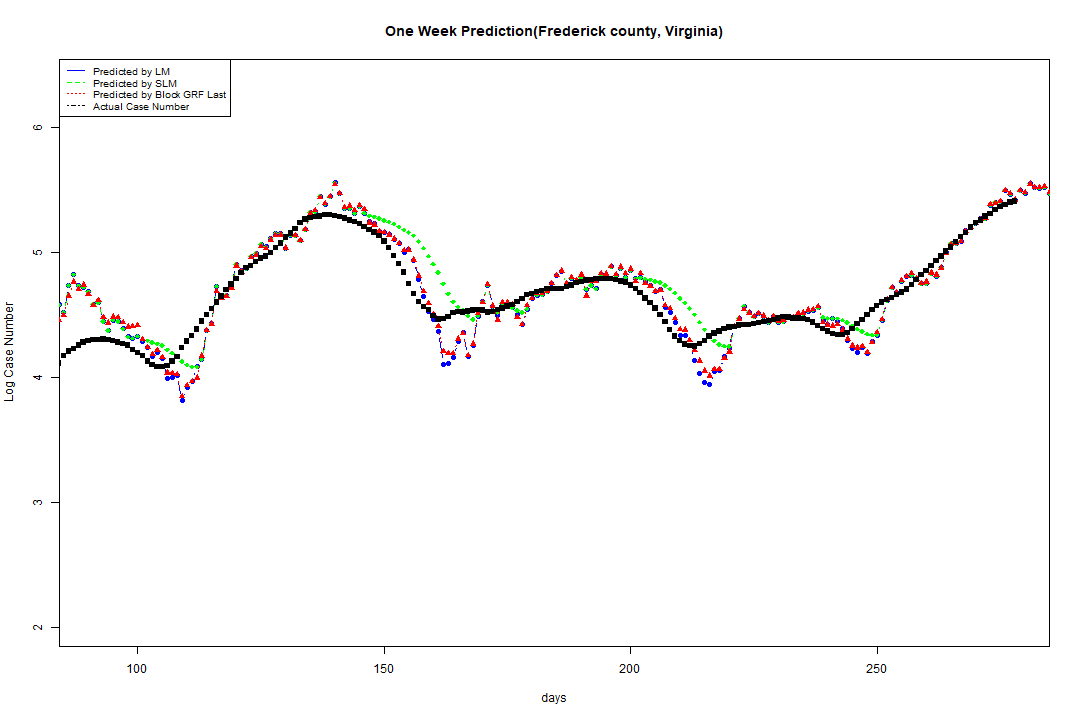 One Week Prediction(Frederick county, Virginia)
Predicted by LM
Predicted by SLM
Predicted by Block GRF Last
Actual Case Number
Log Case Number
6
5
4
3
2
100 150 200 250
days